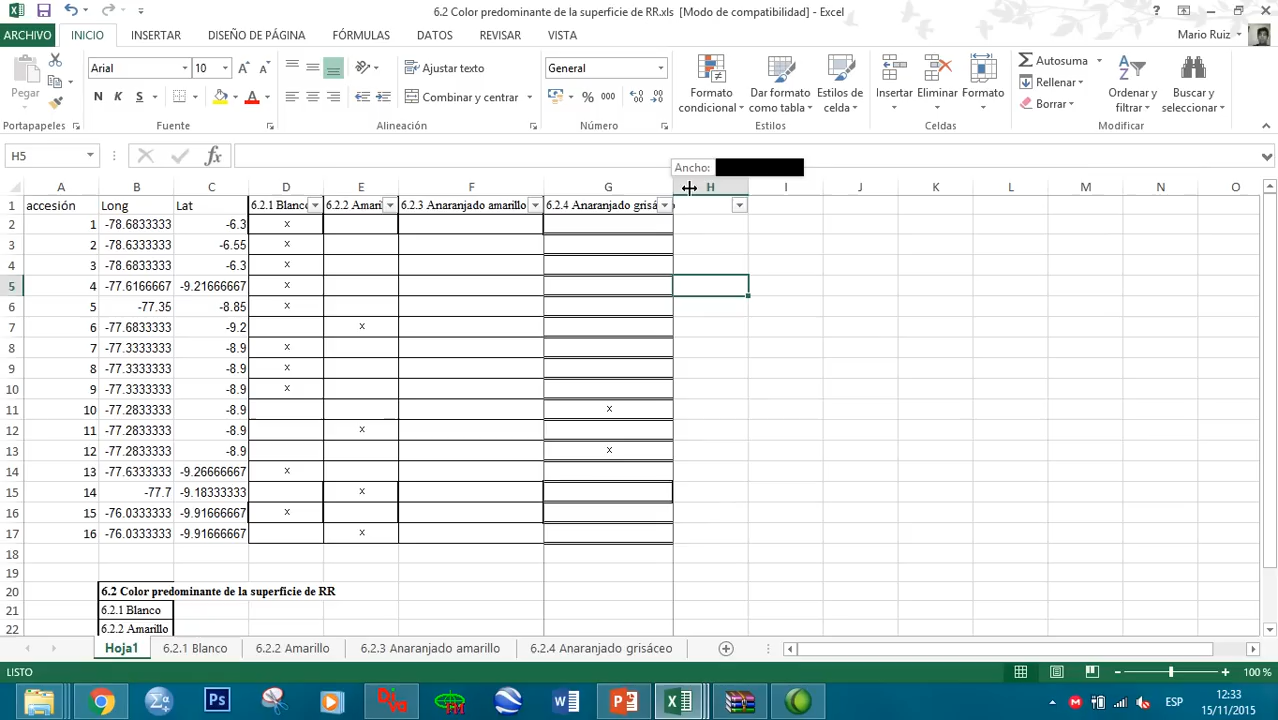 6.2 Color predominante de la superficie de RR.xls [Modo de compatibilidad] - Excel
ARCHIVO INICIO INSERTAR DISEÑO DE PÁGINA FÓRMULAS DATOS REVISAR VISTA Mario Ruiz
Pegar Arial 10 A A Ajustar texto General Formato condicional Dar formato como tabla Estilos de celda Insertar Eliminar Formato Autosuma Rellenar Borrar Ordenar y filtrar Buscar y seleccionar
N K S A Combinar y centrar % 000
Portapapeles Fuente Alineación Número Estilos Celdas Modificar
H5 fx
Ancho:
A B C D E F G H I J K L M N O
1 accesión Long Lat 6.2.1 Blanc 6.2.2 Amari 6.2.3 Anaranjado amarillo 6.2.4 Anaranjado grisá
2 1 -78.6833333 -6.3 x
3 2 -78.6333333 -6.55 x
4 3 -78.6833333 -6.3 x
5 4 -77.6166667 -9.21666667 x
6 5 -77.35 -8.85 x
7 6 -77.6833333 -9.2 x
8 7 -77.3333333 -8.9 x
9 8 -77.3333333 -8.9 x
10 9 -77.3333333 -8.9 x
11 10 -77.2833333 -8.9 x
12 11 -77.2833333 -8.9 x
13 12 -77.2833333 -8.9 x
14 13 -77.6333333 -9.26666667 x
15 14 -77.7 -9.18333333 x
16 15 -76.0333333 -9.91666667 x
17 16 -76.0333333 -9.91666667 x
18
19
20 6.2 Color predominante de la superficie de RR
21 6.2.1 Blanco
22 6.2.2 Amarillo
Hoja1 6.2.1 Blanco 6.2.2 Amarillo 6.2.3 Anaranjado amarillo 6.2.4 Anaranjado grisáceo
LISTO 100 %
ESP 12:33
15/11/2015